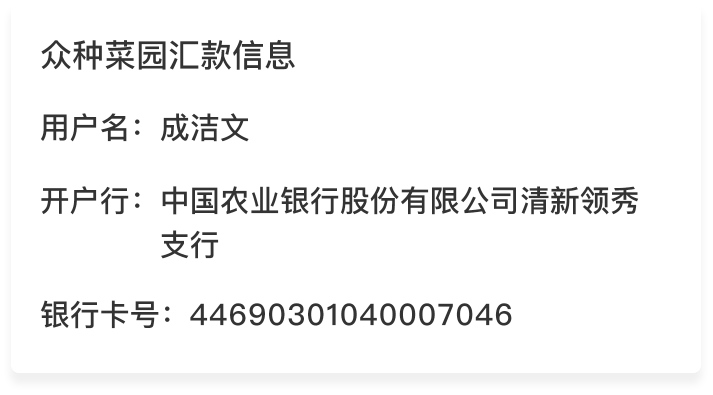 众种菜园汇款信息
用户名：成洁文
开户行：中国农业银行股份有限公司清新领秀
支行
银行卡号：44690301040007046